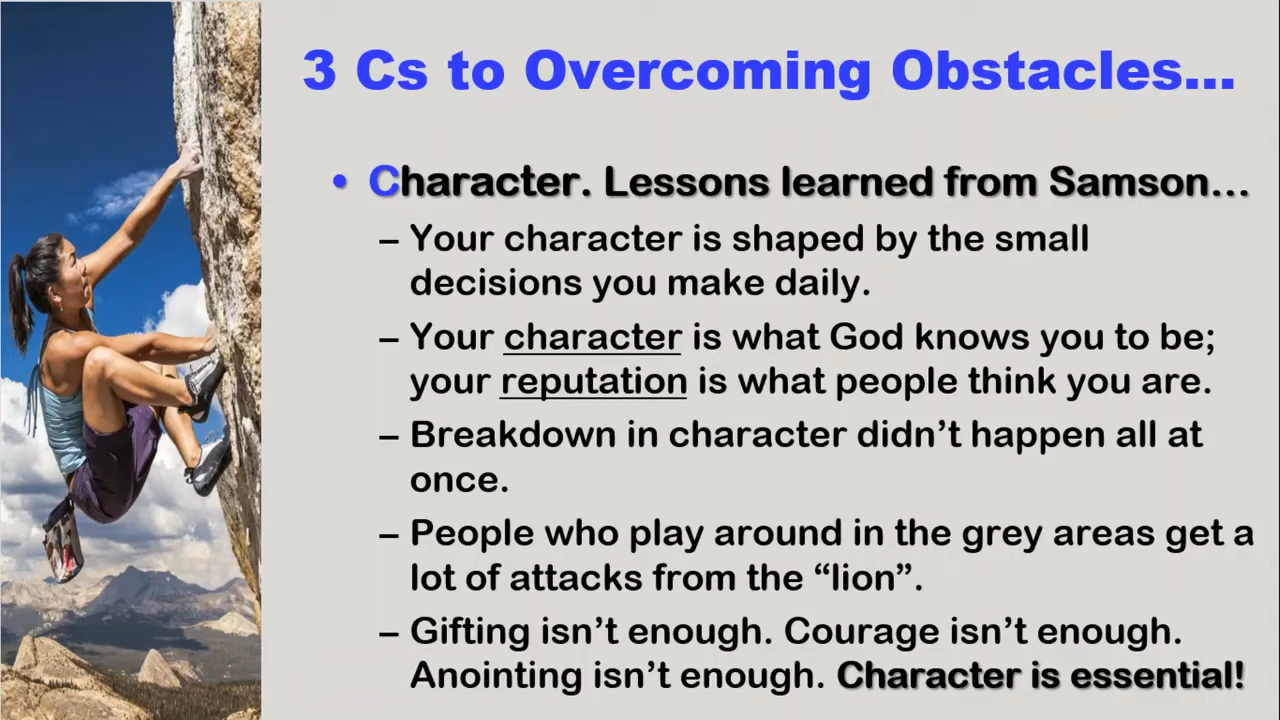 3 Cs to Overcoming Obstacles...
• Character. Lessons learned from Samson...
– Your character is shaped by the small
decisions you make daily.
– Your character is what God knows you to be;
your reputation is what people think you are.
– Breakdown in character didn’t happen all at
once.
– People who play around in the grey areas get a
lot of attacks from the “lion”.
– Gifting isn’t enough. Courage isn’t enough.
Anointing isn’t enough. Character is essential!